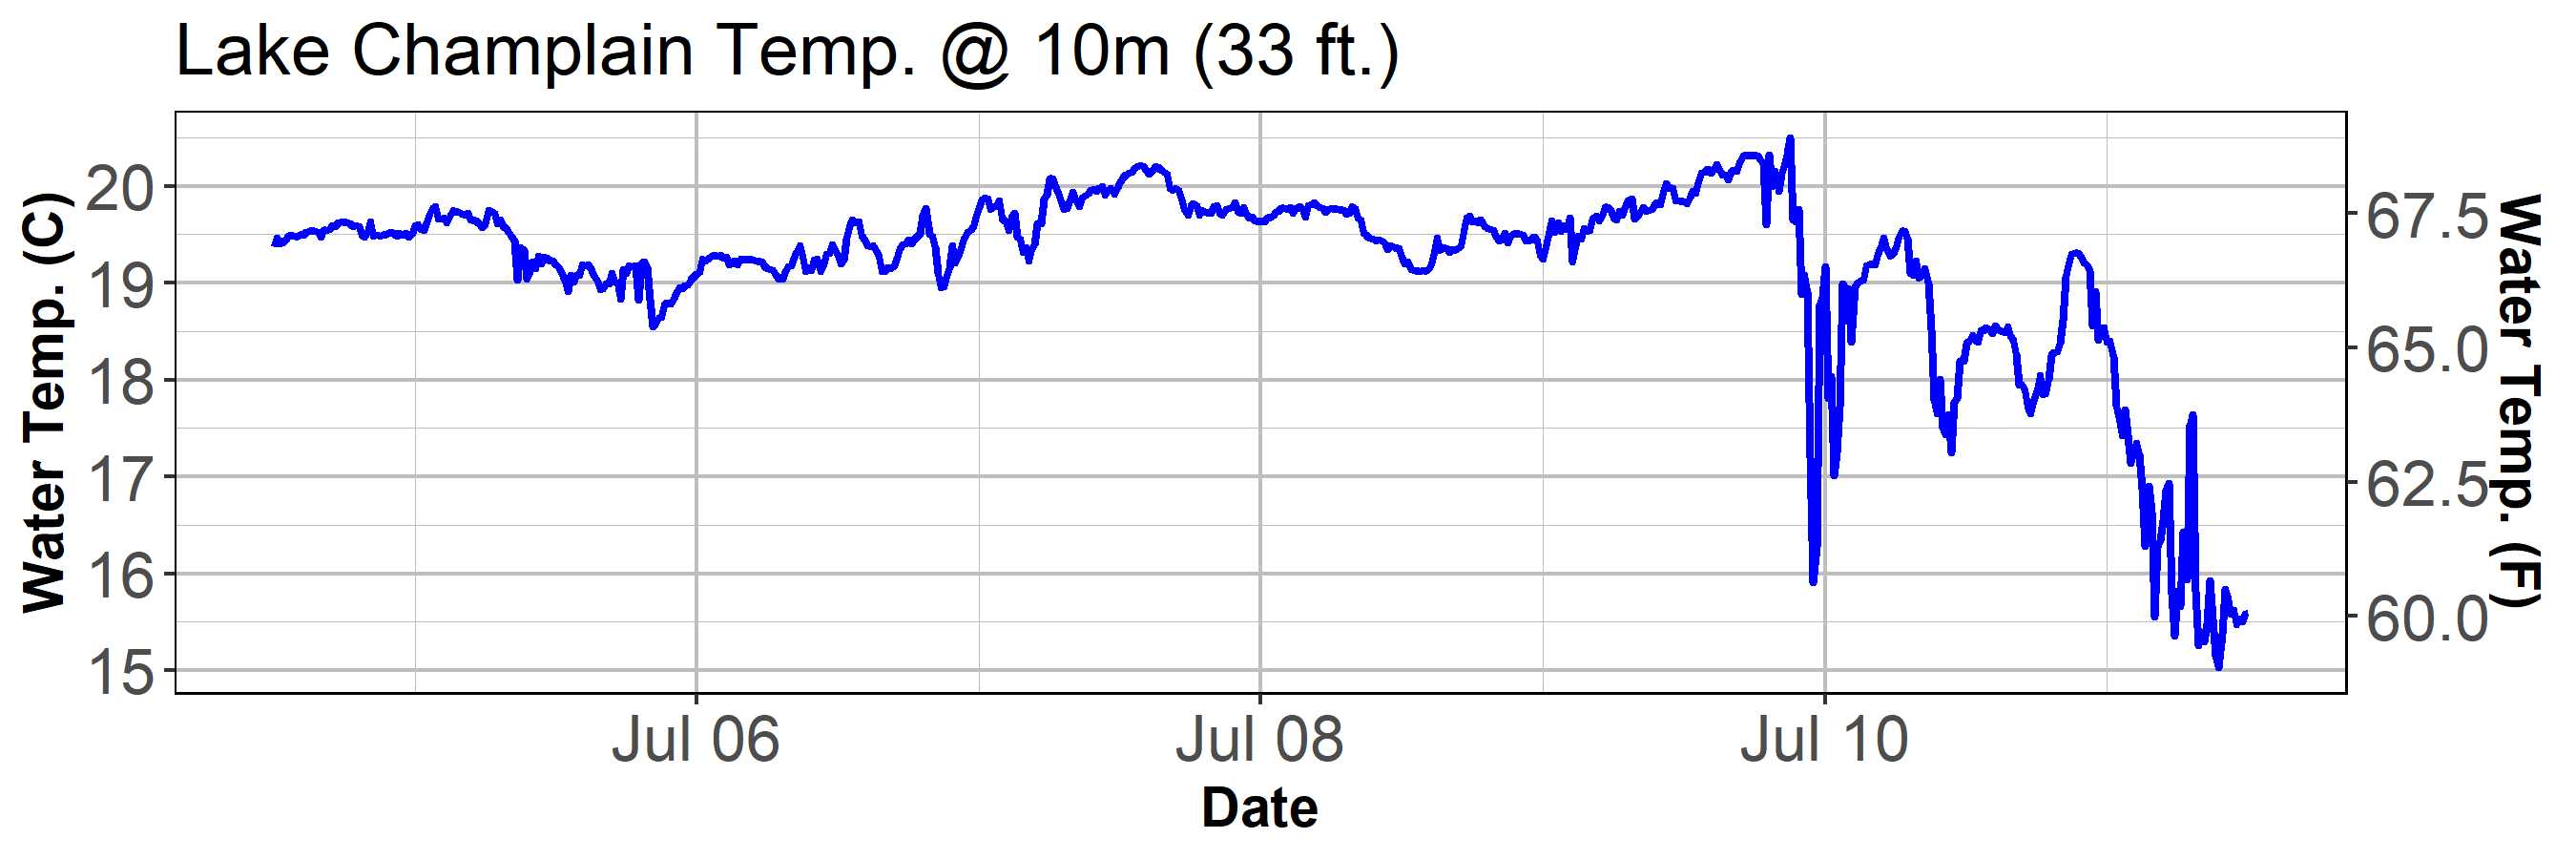 Lake Champlain Temp. @ 10m (33 ft.)
Water Temp. (C)
20
19
18
17
16
15
67.5
65.0
62.5
60.0
Water Temp. (F)
Jul 06
Jul 08
Jul 10
Date